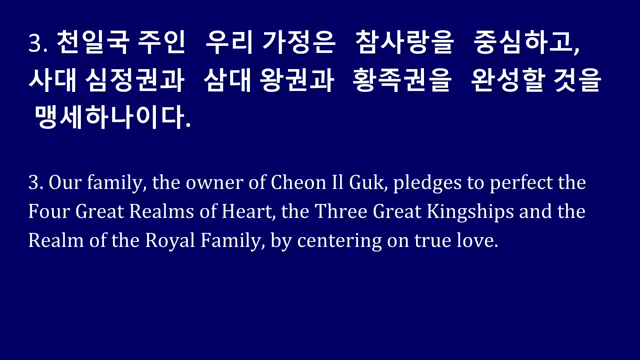 3. 천일국 주인 우리 가정은 참사랑을 중심하고,
사대 심정권과 삼대 왕권과 황족권을 완성할 것을
맹세하나이다.
3. Our family, the owner of Cheon Il Guk, pledges to perfect the
Four Great Realms of Heart, the Three Great Kingships and the
Realm of the Royal Family, by centering on true love.